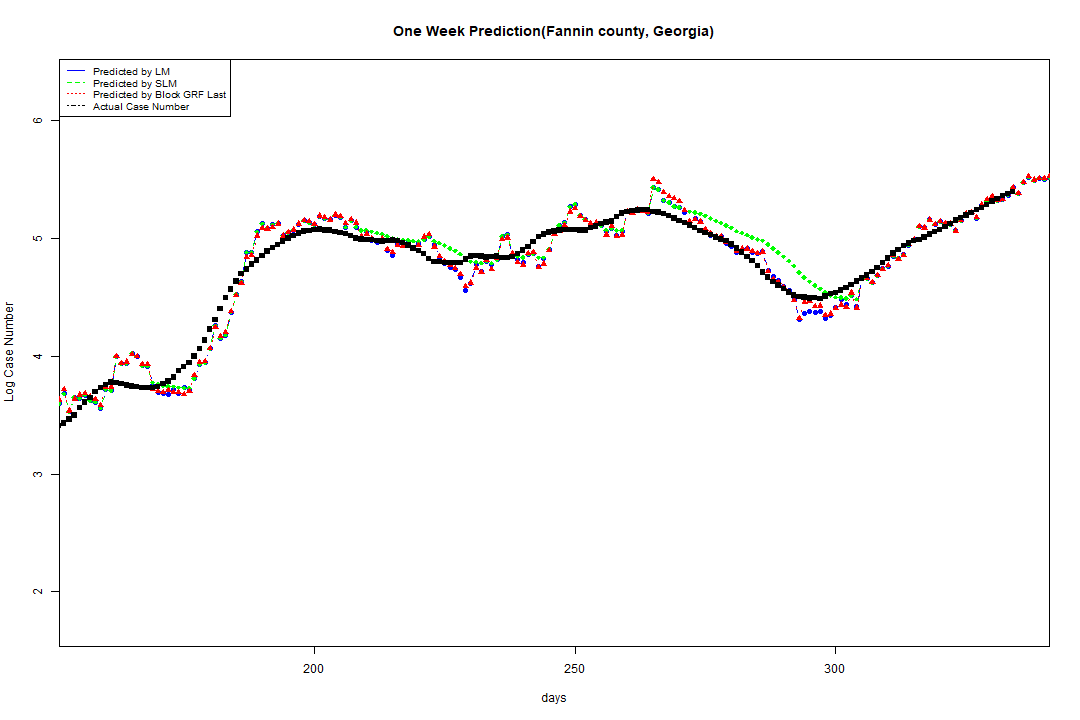 One Week Prediction(Fannin county, Georgia)
Predicted by LM
Predicted by SLM
Predicted by Block GRF Last
Actual Case Number
Log Case Number
6
5
4
3
2
200
250
300
days